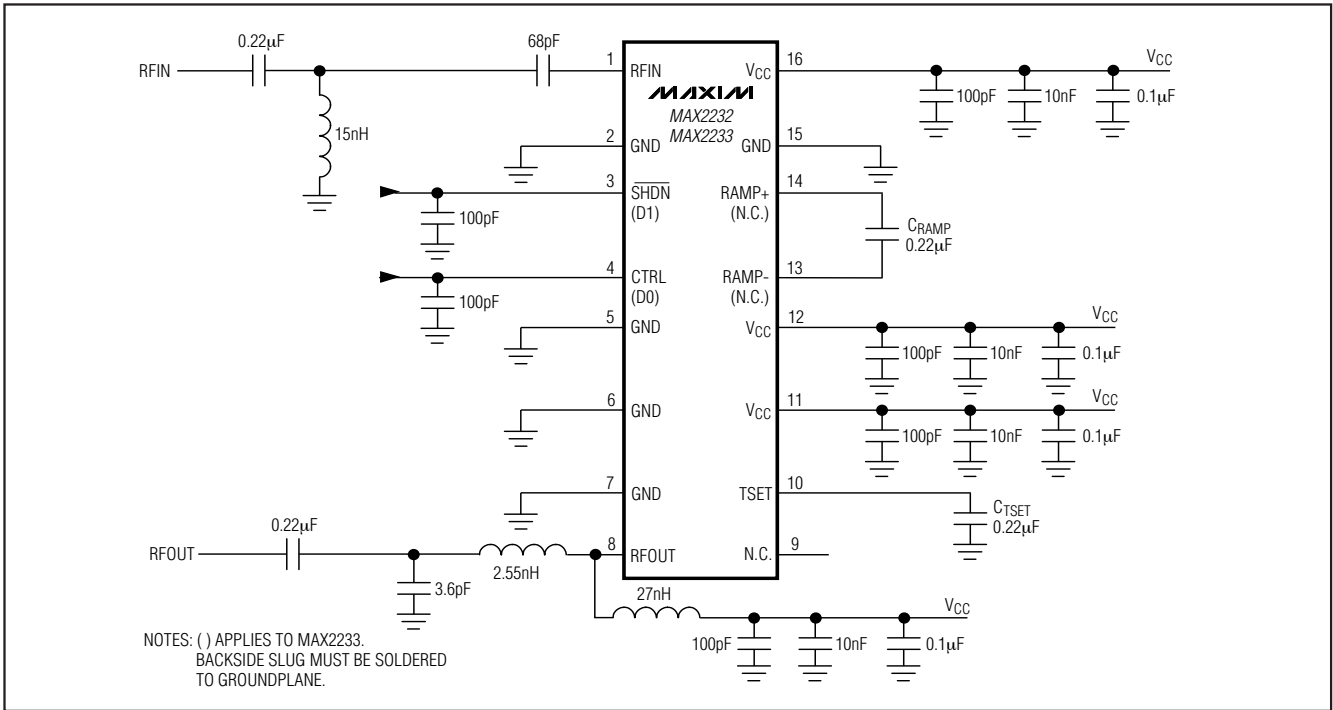 0.22µF
68pF
RFIN
1
RFIN
15nH
MAXIM
MAX2232
MAX2233
VCC
16
VCC
100pF
10nF
0.1µF
2
GND
GND
15
3
SHDN
(D1)
100pF
RAMP+
(N.C.)
14
CRAMP
0.22µF
4
CTRL
(D0)
100pF
RAMP-
(N.C.)
13
5
GND
VCC
12
VCC
100pF
10nF
0.1µF
6
GND
VCC
11
VCC
100pF
10nF
0.1µF
7
GND
TSET
10
CTSET
0.22µF
0.22µF
RFOUT
3.6pF
2.55nH
8
RFOUT
N.C.
9
27nH
VCC
100pF
10nF
0.1µF
NOTES: ( ) APPLIES TO MAX2233.
BACKSIDE SLUG MUST BE SOLDERED
TO GROUNDPLANE.